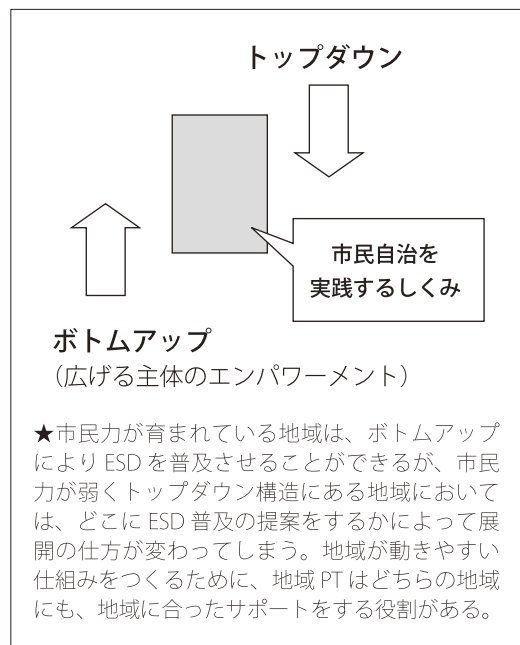 トップダウン
市民自治を
実践するしくみ
ボトムアップ
（広げる主体のエンパワーメント）
★市民力が育まれている地域は、ボトムアップ
により ESD を普及させることができるが、市民
力が弱くトップダウン構造にある地域において
は、どこに ESD 普及の提案をするかによって展
開の仕方が変わってしまう。地域が動きやすい
仕組みをつくるために、地域 PT はどちらの地域
にも、地域に合ったサポートをする役割がある。